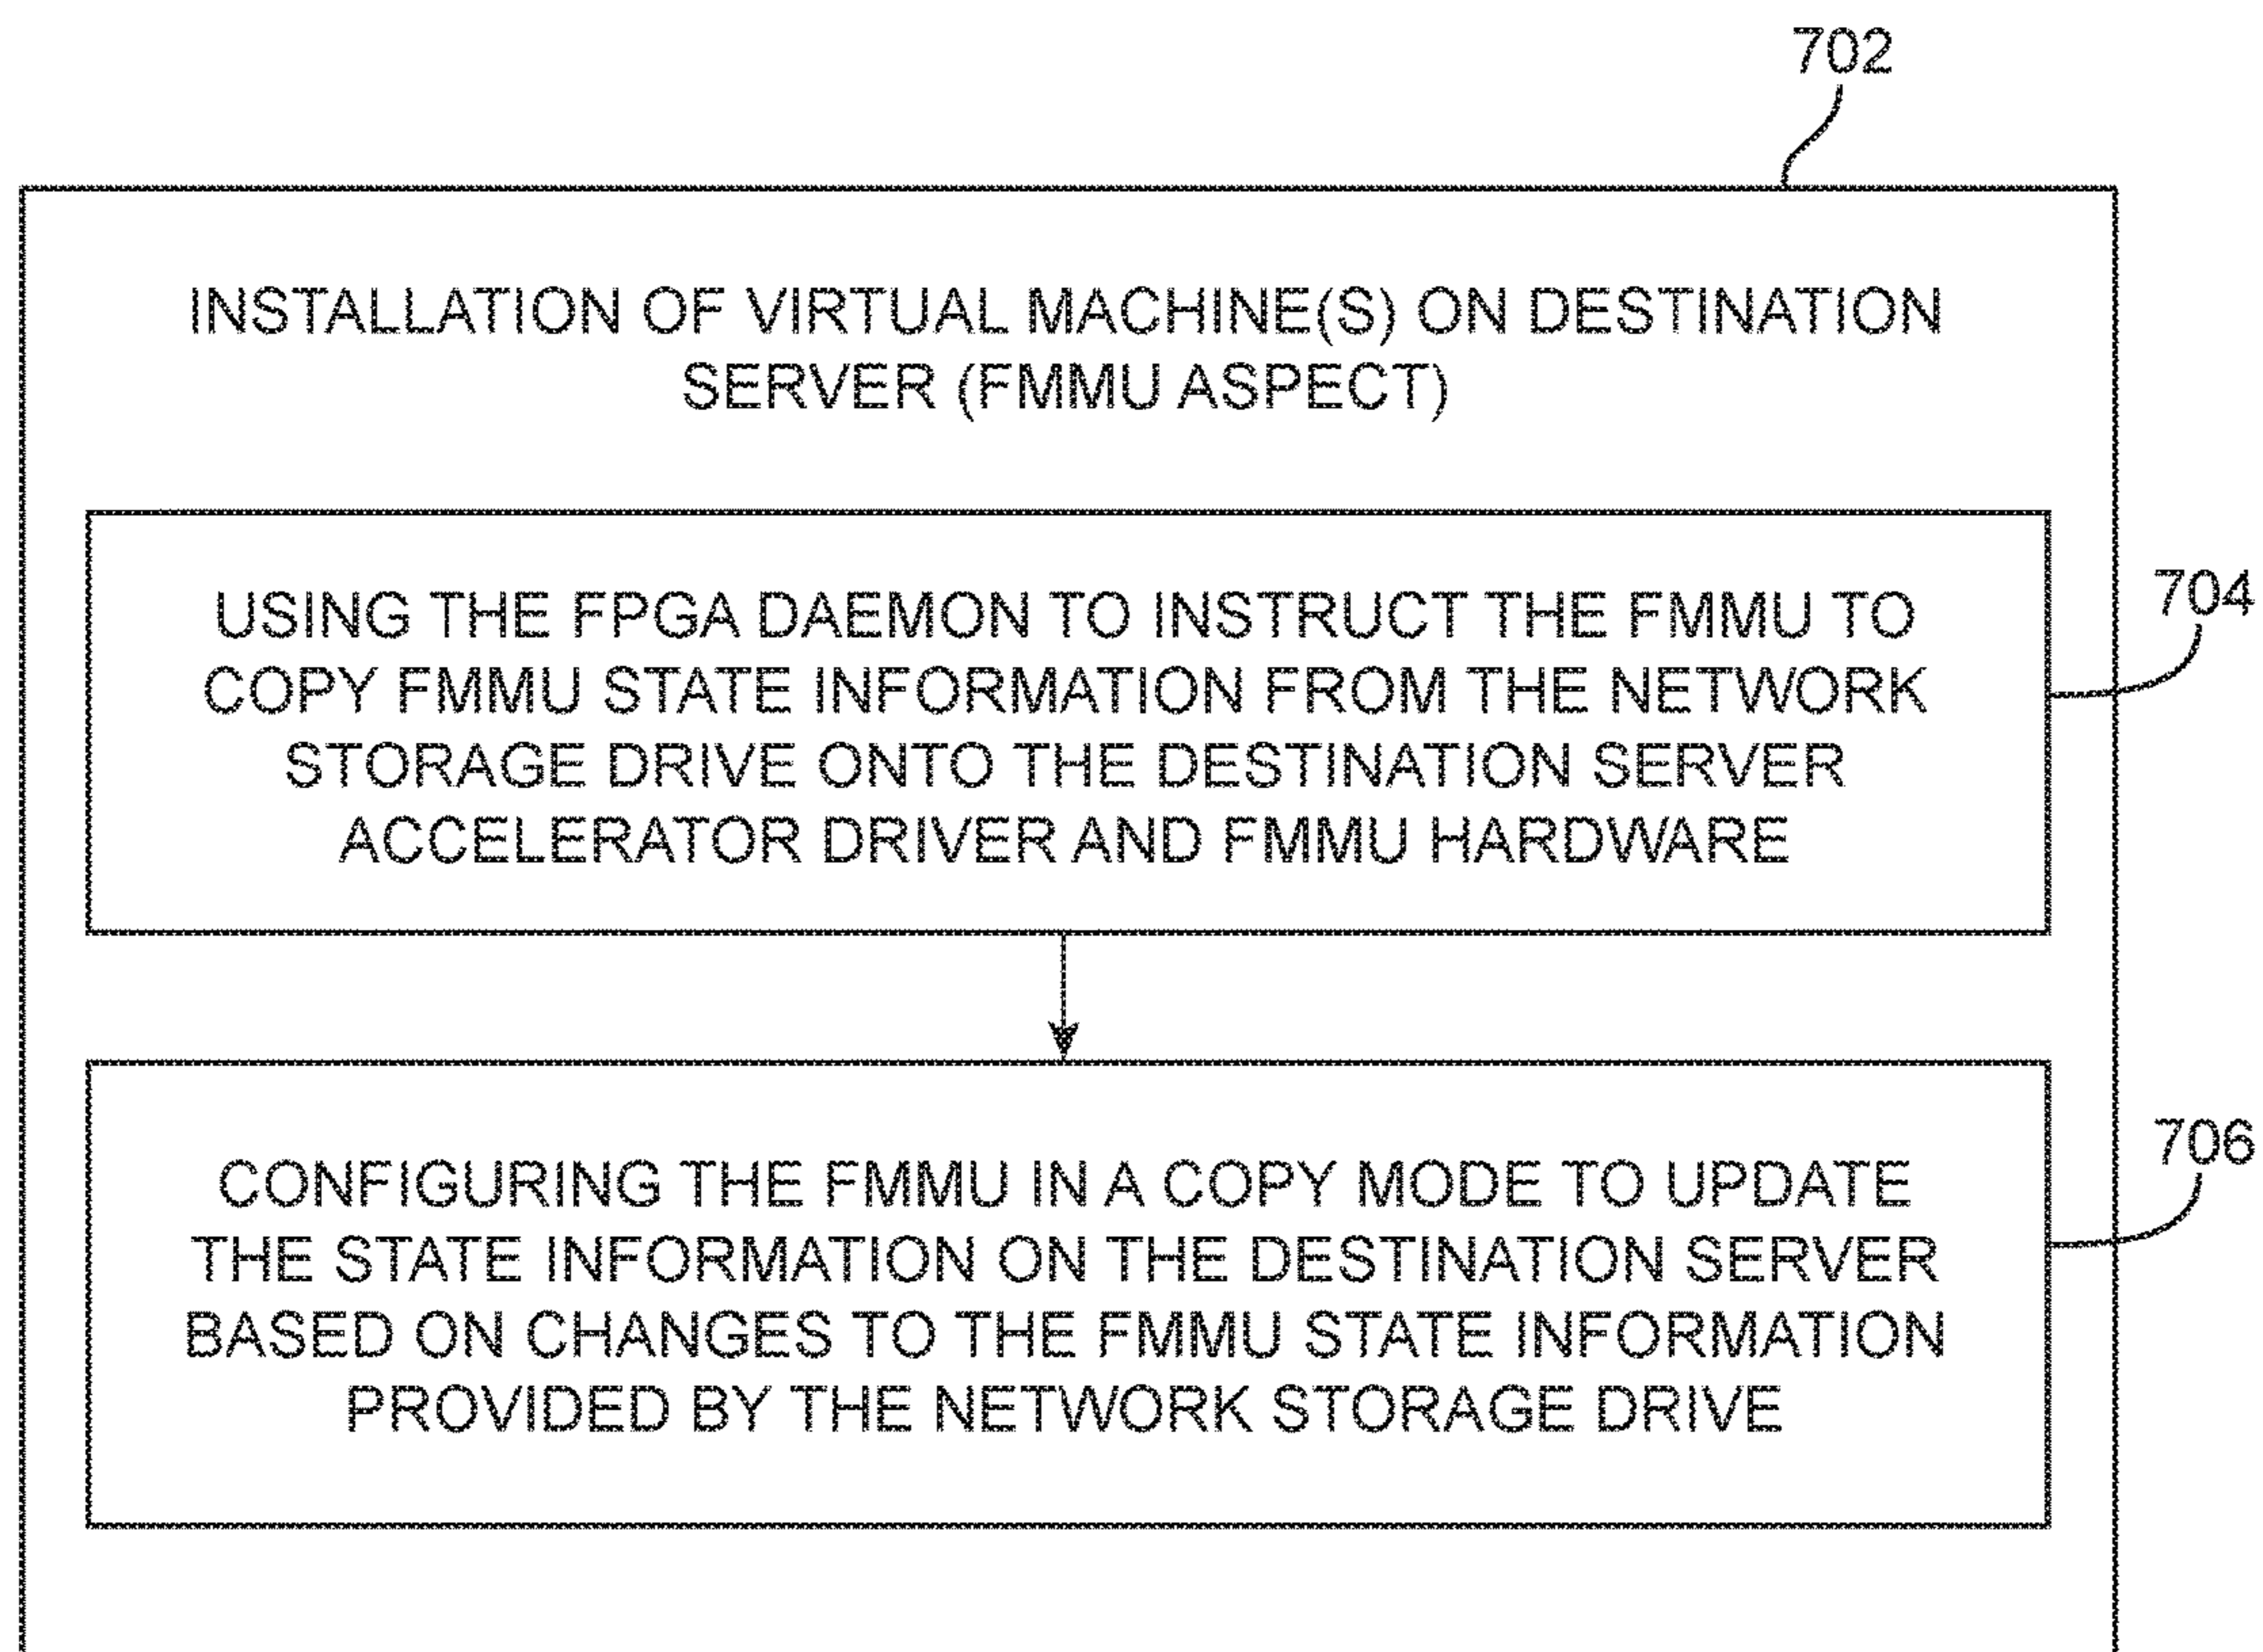 702
INSTALLATION OF VIRTUAL MACHINE(S) ON DESTINATION
SERVER (FMMU ASPECT)
USING THE FPGA DAEMON TO INSTRUCT THE FMMU TO
COPY FMMU STATE INFORMATION FROM THE NETWORK
STORAGE DRIVE ONTO THE DESTINATION SERVER
ACCELERATOR DRIVER AND FMMU HARDWARE
704
CONFIGURING THE FMMU IN A COPY MODE TO UPDATE
THE STATE INFORMATION ON THE DESTINATION SERVER
BASED ON CHANGES TO THE FMMU STATE INFORMATION
PROVIDED BY THE NETWORK STORAGE DRIVE
706